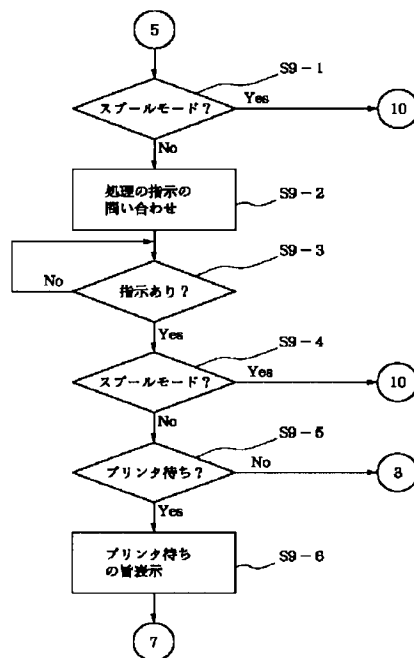 5
S9-1
スプールモード?
Yes
10
No
処理の指示の
問い合わせ
S9-2
S9-3
No
指示あり?
Yes
S9-4
スプールモード?
Yes
10
No
S9-5
プリンタ待ち?
No
3
Yes
プリンタ待ち
の旨表示
S9-6
7